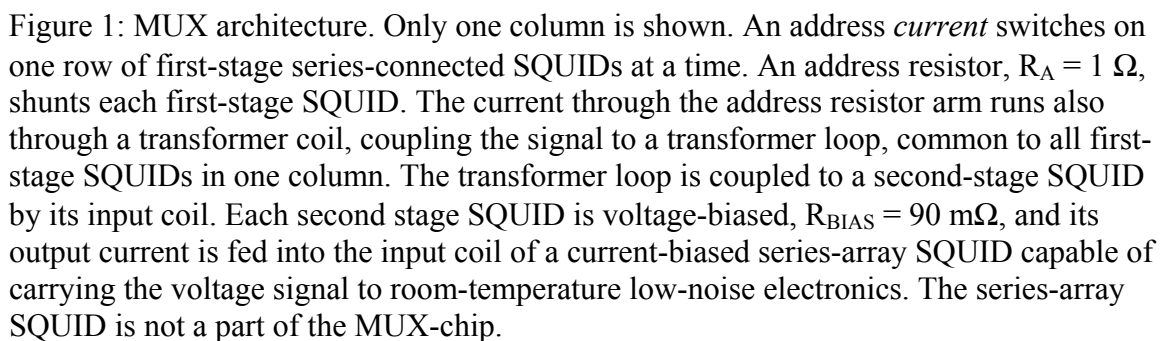 Figure 1: MUX architecture. Only one column is shown. An address current switches on
one row of first-stage series-connected SQUIDs at a time. An address resistor, RA = 1 Ω,
shunts each first-stage SQUID. The current through the address resistor arm runs also
through a transformer coil, coupling the signal to a transformer loop, common to all first-
stage SQUIDs in one column. The transformer loop is coupled to a second-stage SQUID
by its input coil. Each second stage SQUID is voltage-biased, RBIAS = 90 mΩ, and its
output current is fed into the input coil of a current-biased series-array SQUID capable of
carrying the voltage signal to room-temperature low-noise electronics. The series-array
SQUID is not a part of the MUX-chip.